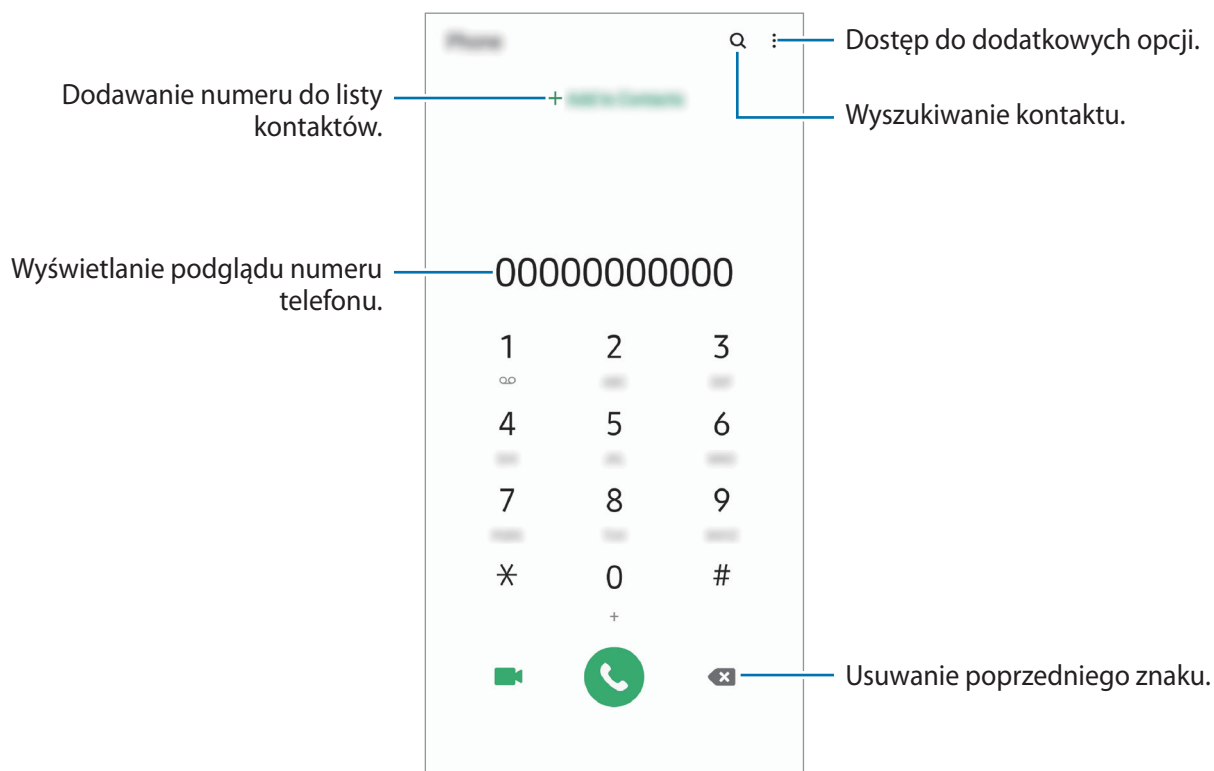 Dostęp do dodatkowych opcji.
Dodawanie numeru do listy
kontaktów.
Wyszukiwanie kontaktu.
Wyświetlanie podglądu numeru
telefonu.
00000000000
1 2 3
4 5 6
7 8 9
* 0 #
+
Usuwanie poprzedniego znaku.